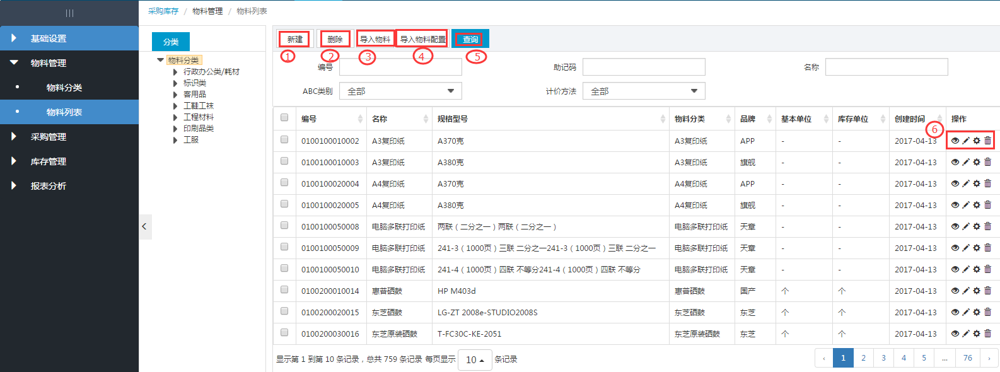 采购库存 / 物料管理 / 物料列表
基础设置
物料管理
物料分类
物料列表
采购管理
库存管理
报表分析
分类
物料分类
行政办公类/耗材
标识类
客用品
工鞋工袜
工程材料
印刷品类
工服
新建 删除 导入物料 导入物料配置 查询
1 2 3 4 5
编号 助记码 名称
ABC类别 全部 计价方法 全部
编号 名称 规格型号 物料分类 品牌 基本单位 库存单位 创建时间 操作
6
0100100010002 A3复印纸 A370克 A3复印纸 APP - - 2017-04-13
0100100010003 A3复印纸 A380克 A3复印纸 旗舰 - - 2017-04-13
0100100020004 A4复印纸 A370克 A4复印纸 APP - - 2017-04-13
0100100020005 A4复印纸 A380克 A4复印纸 旗舰 - - 2017-04-13
0100100050008 电脑多联打印纸 两联（二分之一）两联（二分之一） 电脑多联打印纸 天章 - - 2017-04-13
0100100050009 电脑多联打印纸 241-3（1000页）三联 二分之一241-3（1000页）三联 二分之一 电脑多联打印纸 天章 - - 2017-04-13
0100100050010 电脑多联打印纸 241-4（1000页）四联 不等分241-4（1000页）四联 不等分 电脑多联打印纸 天章 - - 2017-04-13
0100200010014 惠普硒鼓 HP M403d 惠普硒鼓 国产 个 个 2017-04-13
0100200020015 东芝硒鼓 LG-ZT 2008e-STUDIO2008S 东芝硒鼓 东芝 个 个 2017-04-13
0100200030016 东芝原装硒鼓 T-FC30C-KE-2051 东芝原装硒鼓 东芝 个 个 2017-04-13
显示第 1 到第 10 条记录，总共 759 条记录 每页显示 10 条记录
‹ 1 2 3 4 5 ... 76 ›